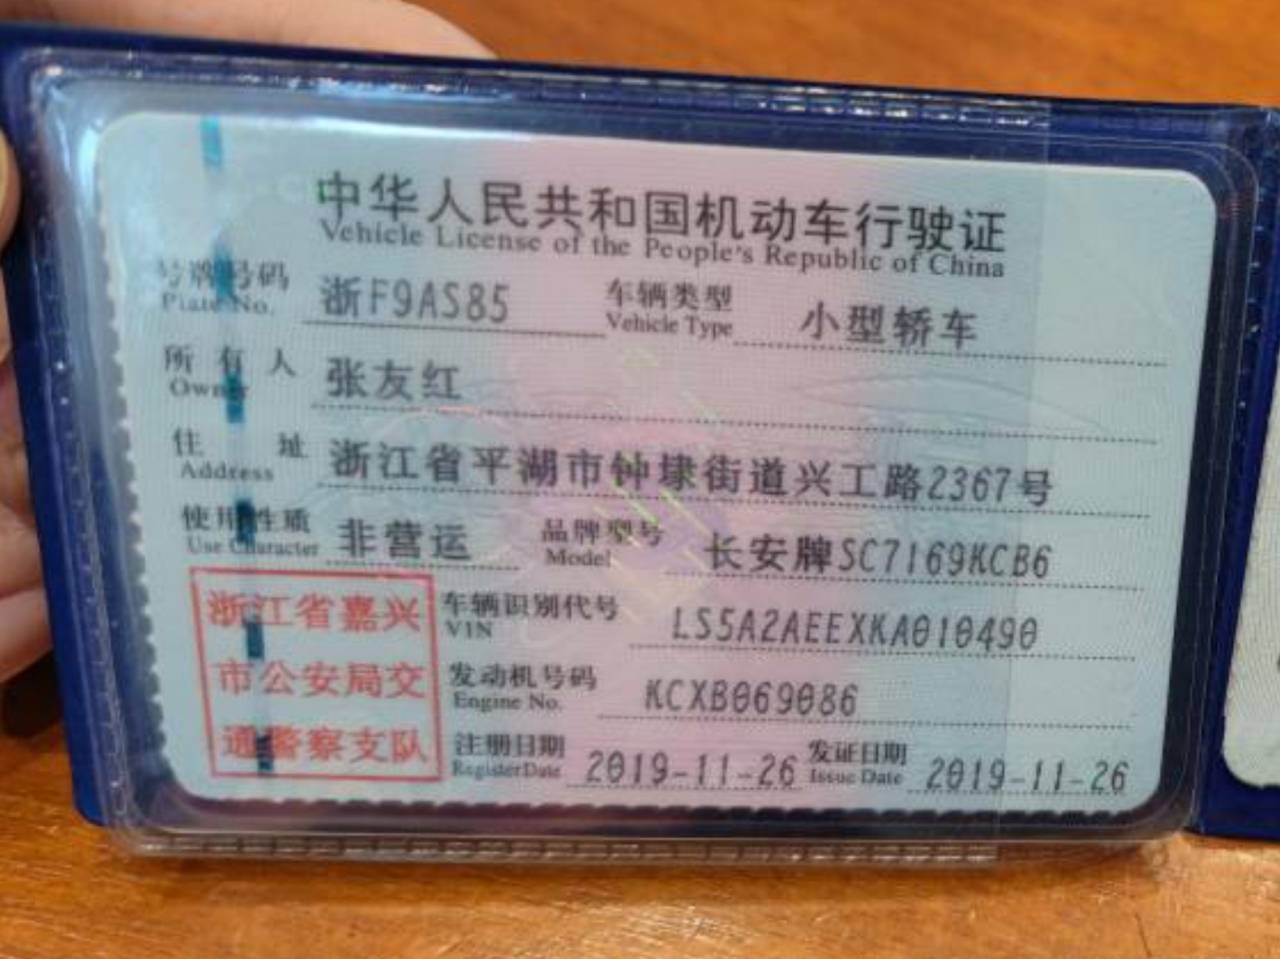 中华人民共和国机动车行驶证
Vehicle License of the People's Republic of China
号牌号码 浙F9AS85 车辆类型 小型轿车
Plate No. Vehicle Type
所有人 张友红
Owner
住址 浙江省平湖市钟埭街道兴工路2367号
Address
使用性质 非营运 品牌型号 长安牌SC7169KCB6
Use Character Model
浙江省嘉兴
市公安局交
通警察支队
车辆识别代号 LS5A2AEEXKA010490
VIN
发动机号码 KCXB069086
Engine No.
注册日期 2019-11-26 发证日期 2019-11-26
Register Date Issue Date